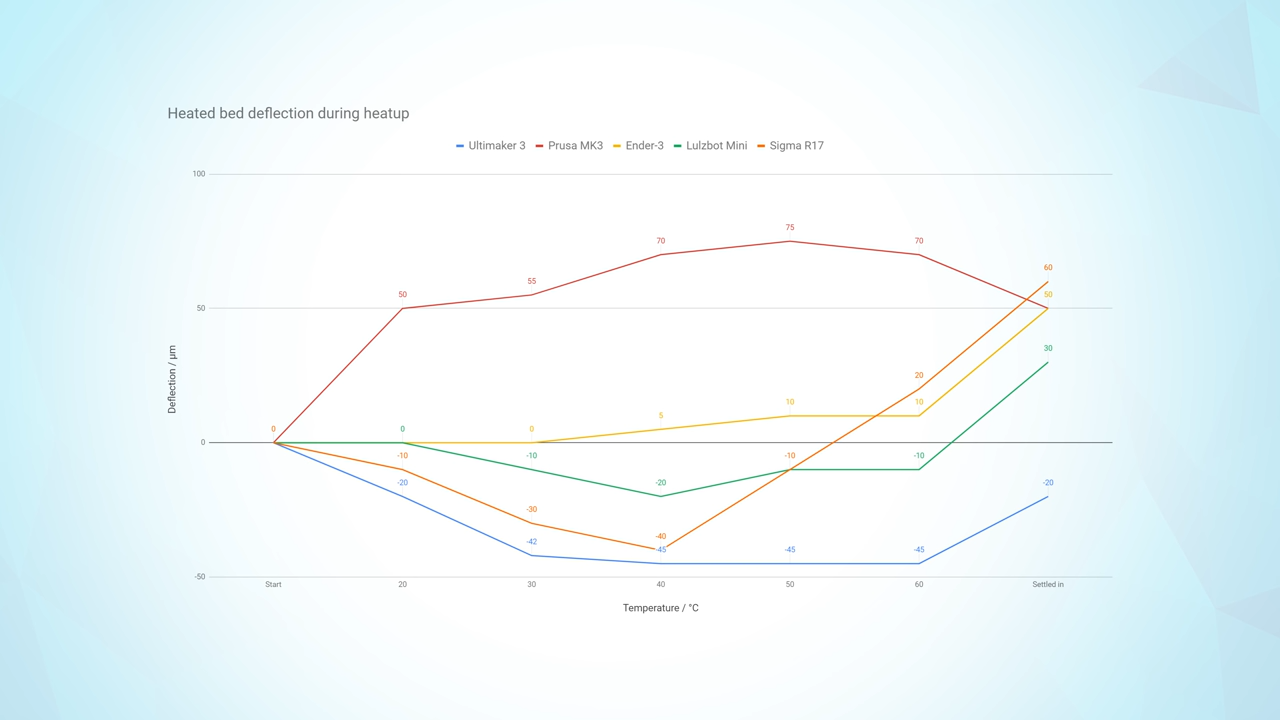 Heated bed deflection during heatup
Ultimaker 3 Prusa MK3 Ender-3 Lulzbot Mini Sigma R17
100
75
70 70
60
55
50 50
50
30
20
10 10
5
Deflection / μm
0 0 0 0
-10 -10 -10 -10
-20 -20 -20
-30
-40
-42 -45 -45 -45
-50
Start 20 30 40 50 60 Settled in
Temperature / °C